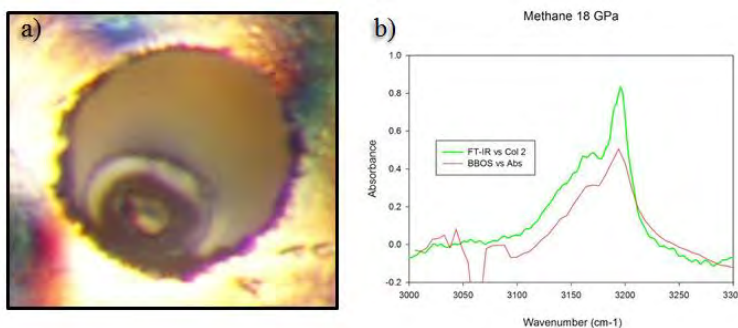 a)
b)
Methane 18 GPa
1.0
0.8
0.6
0.4
0.2
0.0
-0.2
Absorbance
FT-IR vs Col 2
BBOS vs Abs
3000
3050
3100
3150
3200
3250
Wavenumber (cm-1)